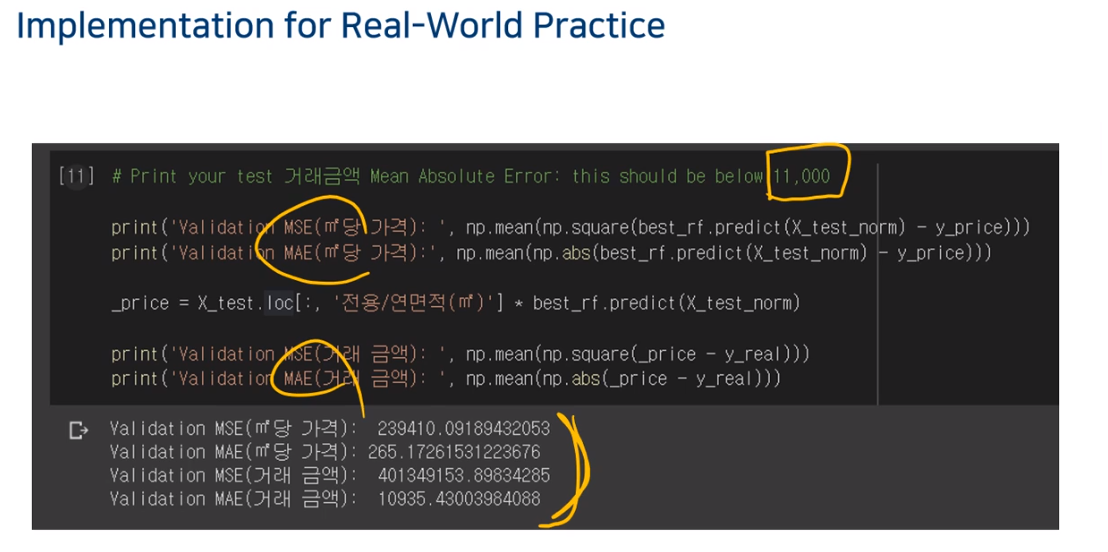 Implementation for Real-World Practice
[11] # Print your test 거래금액 Mean Absolute Error: this should be below 11,000
print('Validation MSE(㎡당 가격): ', np.mean(np.square(best_rf.predict(X_test_norm) - y_price)))
print('Validation MAE(㎡당 가격):', np.mean(np.abs(best_rf.predict(X_test_norm) - y_price)))
_price = X_test.loc[:, '전용/연면적(㎡)'] * best_rf.predict(X_test_norm)
print('Validation MSE(거래 금액): ', np.mean(np.square(_price - y_real)))
print('Validation MAE(거래 금액): ', np.mean(np.abs(_price - y_real)))
Validation MSE(㎡당 가격):  239410.09189432053
Validation MAE(㎡당 가격): 265.17261531223676
Validation MSE(거래 금액):  401349153.89834285
Validation MAE(거래 금액):  10935.43003984088